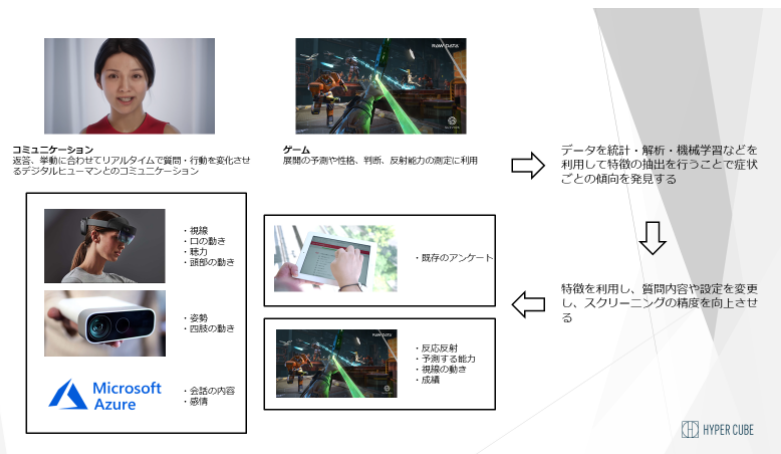 コミュニケーション
返答、挙動に合わせてリアルタイムで質問・行動を変化させ
るデジタルヒューマンとのコミュニケーション
RAW DATA
ゲーム
展開の予測や性格、判断、反射能力の測定に利用
データを統計・解析・機械学習などを
利用して特徴の抽出を行うことで症状
ごとの傾向を発見する
・視線
・口の動き
・聴力
・頭部の動き
・姿勢
・四肢の動き
Microsoft
Azure
・会話の内容
・感情
・既存のアンケート
・反応反射
・予測する能力
・視線の動き
・成績
特徴を利用し、質問内容や設定を変更
し、スクリーニングの精度を向上させ
る
HYPER CUBE